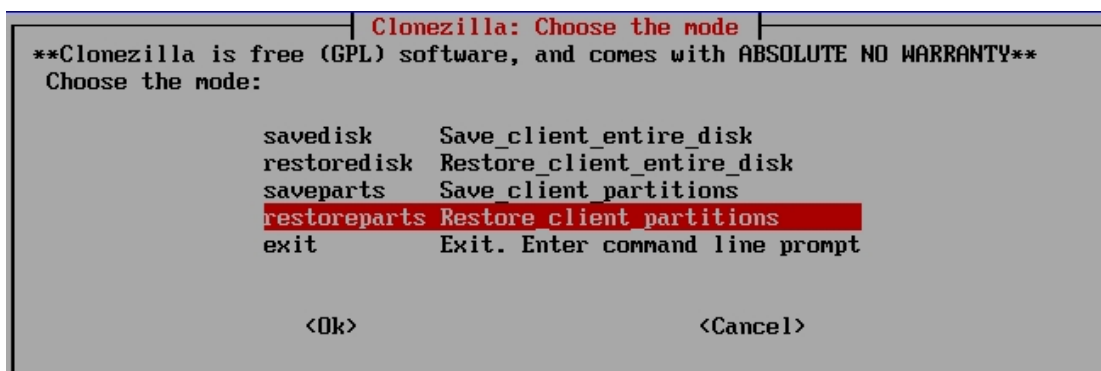 Clonezilla: Choose the mode
**Clonezilla is free (GPL) software, and comes with ABSOLUTE NO WARRANTY**
Choose the mode:
savedisk Save_client_entire_disk
restoredisk Restore_client_entire_disk
saveparts Save_client_partitions
restoreparts Restore_client_partitions
exit Exit. Enter command line prompt
<Ok> <Cancel>